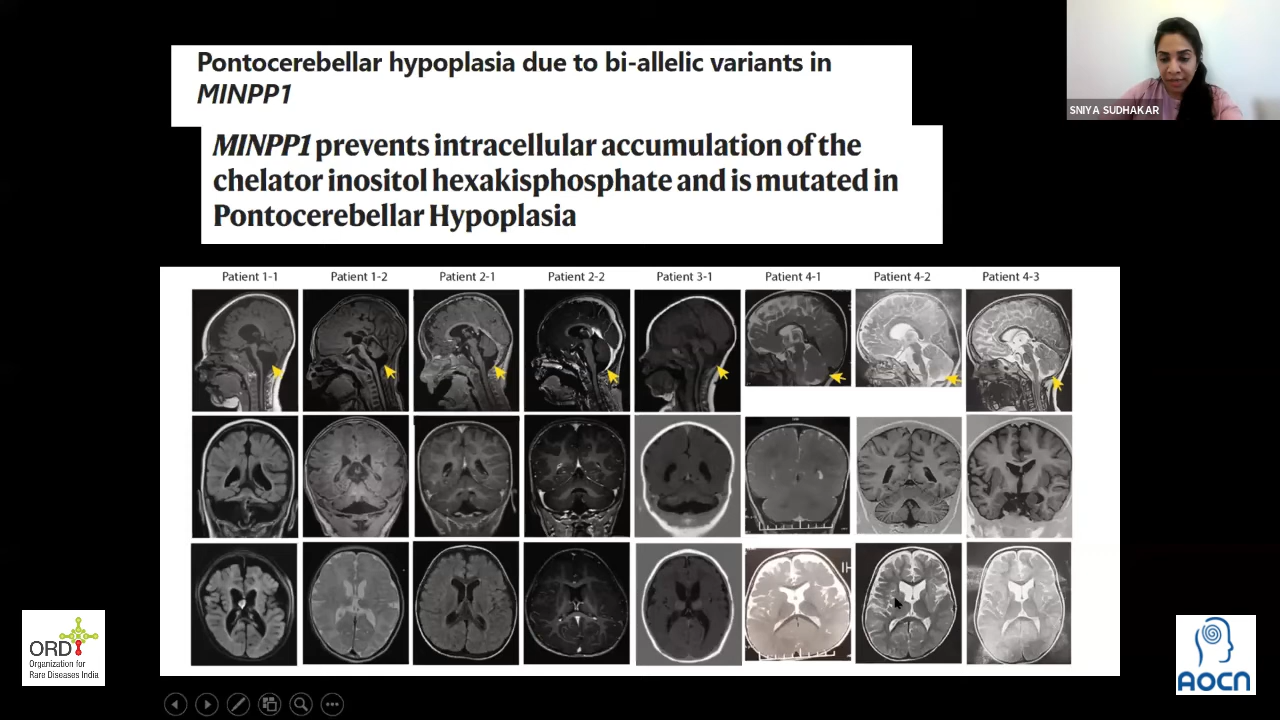 Pontocerebellar hypoplasia due to bi-allelic variants in
MINPP1
MINPP1 prevents intracellular accumulation of the
chelator inositol hexakisphosphate and is mutated in
Pontocerebellar Hypoplasia
SNIYA SUDHAKAR
Patient 1-1 Patient 1-2 Patient 2-1 Patient 2-2 Patient 3-1 Patient 4-1 Patient 4-2 Patient 4-3
IH
ORDI
Organization for
Rare Diseases India
AOCN